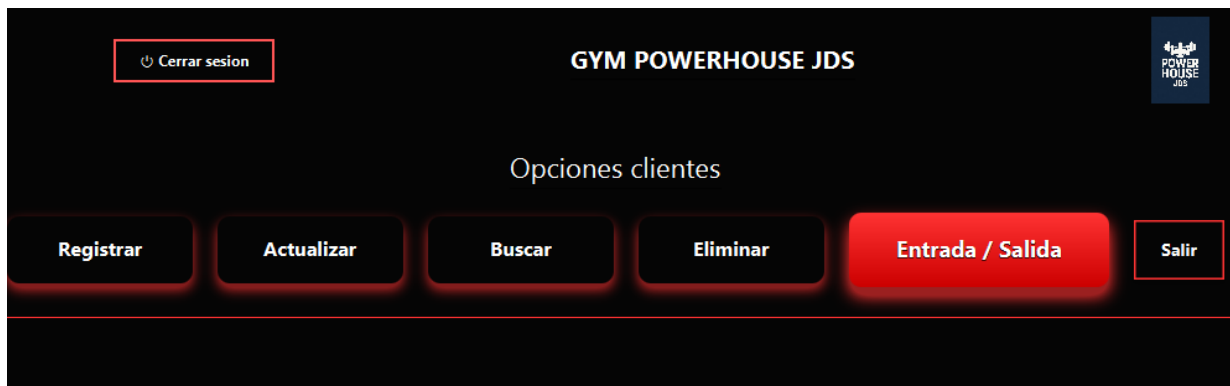 ⏻ Cerrar sesion
GYM POWERHOUSE JDS
POWER
HOUSE
JDS
Opciones clientes
Registrar
Actualizar
Buscar
Eliminar
Entrada / Salida
Salir